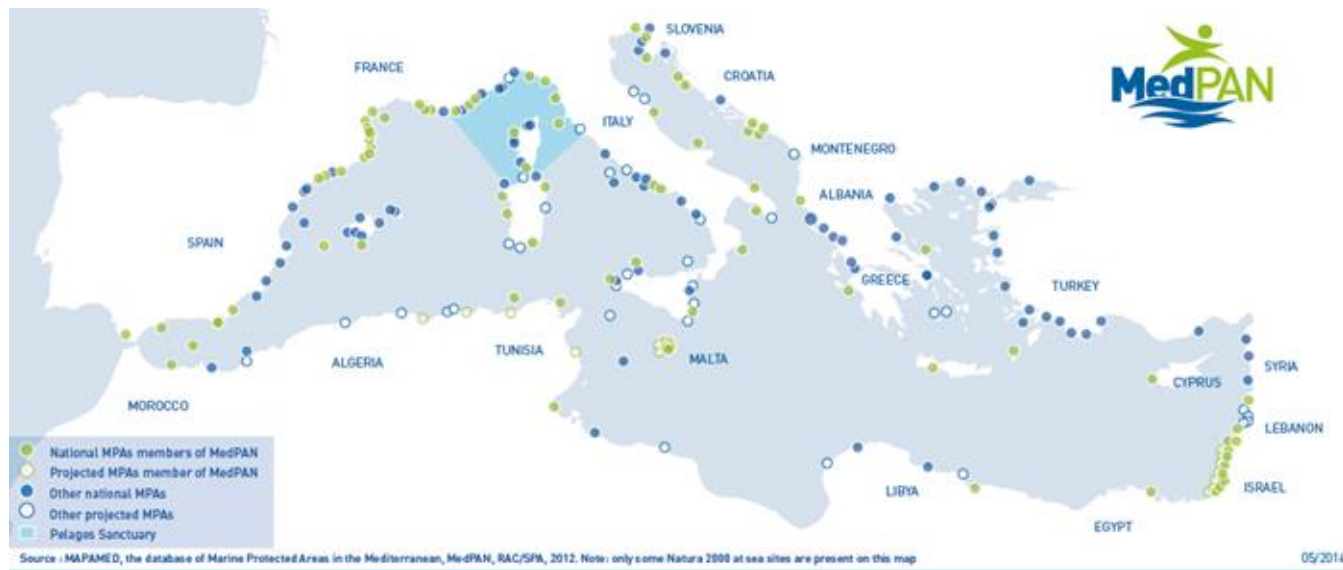 SLOVENIA
FRANCE
CROATIA
MedPAN
ITALY
MONTENEGRO
ALBANIA
SPAIN
GREECE
TURKEY
ALGERIA
TUNISIA
MALTA
SYRIA
CYPRUS
MOROCCO
LEBANON
National MPAs members of MedPAN
Projected MPAs member of MedPAN
Other national MPAs
Other projected MPAs
Pelagos Sanctuary
LIBYA
ISRAEL
EGYPT
Source : MAPAMED, the database of Marine Protected Areas in the Mediterranean, MedPAN, RAC/SPA, 2012. Note: only some Natura 2000 at sea sites are present on this map